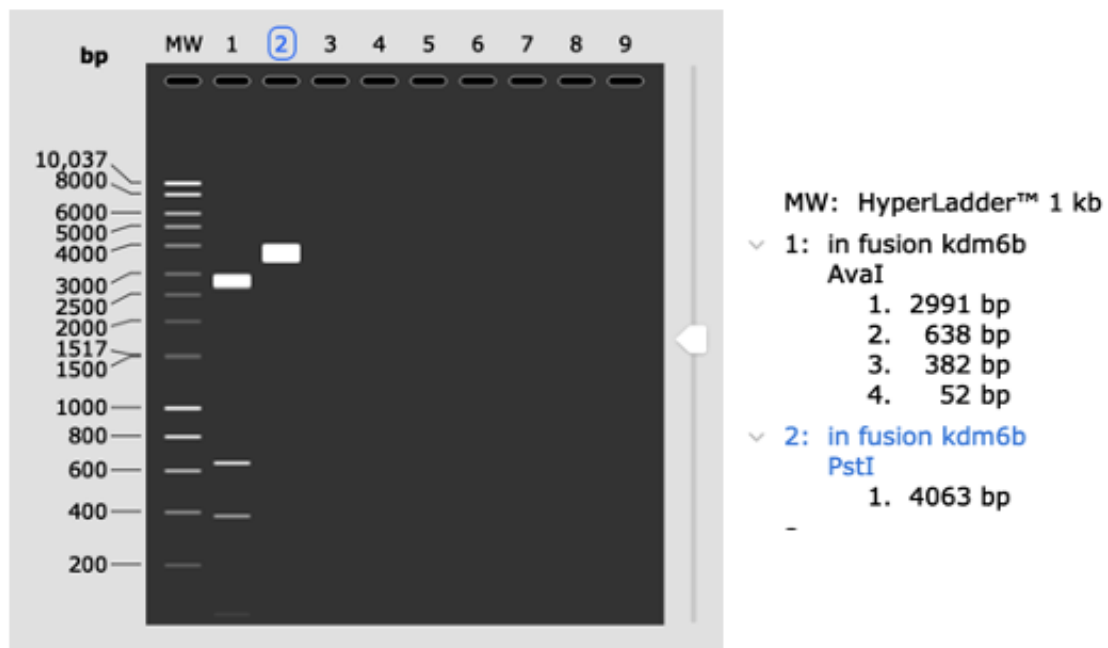 bp
MW 1 2 3 4 5 6 7 8 9
10,037
8000
6000
5000
4000
3000
2500
2000
1517
1500
1000
800
600
400
200
MW: HyperLadder™ 1 kb
1: in fusion kdm6b
AvaI
1. 2991 bp
2. 638 bp
3. 382 bp
4. 52 bp
2: in fusion kdm6b
PstI
1. 4063 bp